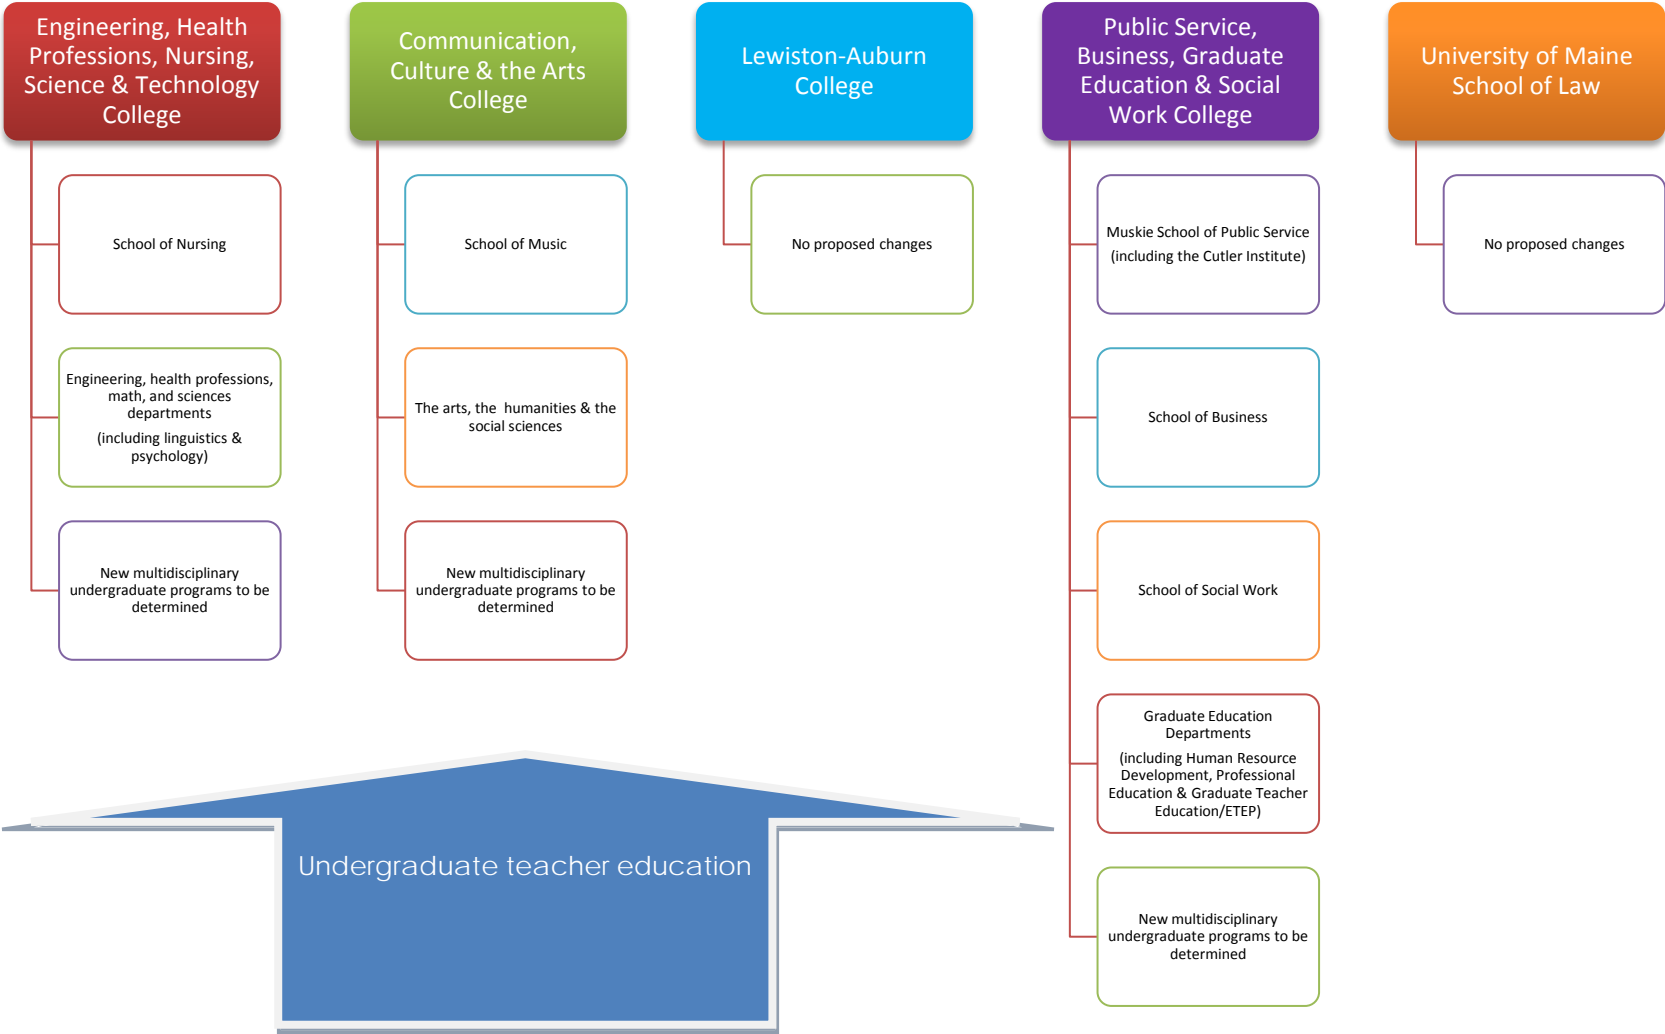 Engineering, Health
Professions, Nursing,
Science & Technology
College
School of Nursing
Engineering, health professions,
math, and sciences
departments
(including linguistics &
psychology)
New multidisciplinary
undergraduate programs to be
determined
Communication,
Culture & the Arts
College
School of Music
The arts, the humanities & the
social sciences
New multidisciplinary
undergraduate programs to be
determined
Lewiston-Auburn
College
No proposed changes
Public Service,
Business, Graduate
Education & Social
Work College
Muskie School of Public Service
(including the Cutler Institute)
School of Business
School of Social Work
Graduate Education
Departments
(including Human Resource
Development, Professional
Education & Graduate Teacher
Education/ETEP)
New multidisciplinary
undergraduate programs to be
determined
University of Maine
School of Law
No proposed changes
Undergraduate teacher education